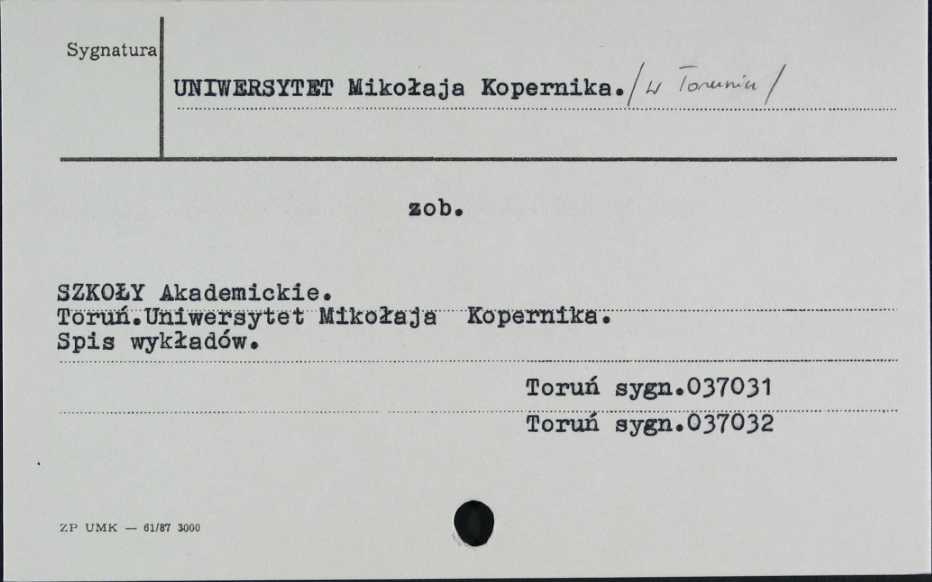 Sygnatura
UNIWERSYTET Mikołaja Kopernika. /w Toruniu/
zob.
SZKOŁY Akademickie.
Toruń.Uniwersytet Mikołaja Kopernika.
Spis wykładów.
Toruń sygn.037031
Toruń sygn.037032
ZP UMK — 61/87 3000